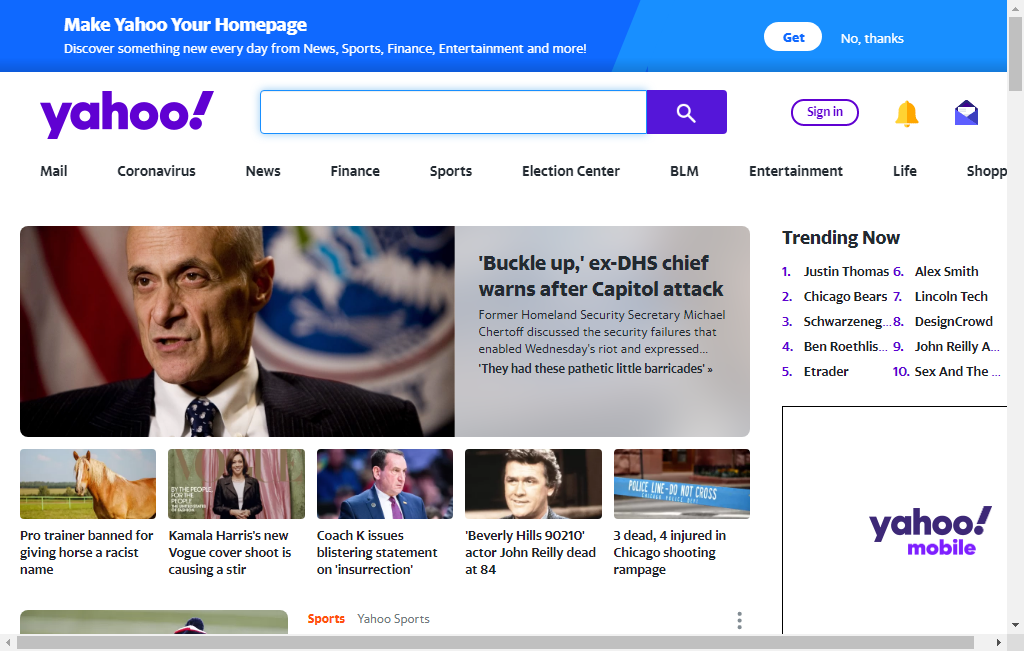 Make Yahoo Your Homepage
Discover something new every day from News, Sports, Finance, Entertainment and more!
Get
No, thanks
yahoo!
Sign in
Mail
Coronavirus
News
Finance
Sports
Election Center
BLM
Entertainment
Life
Shopp
'Buckle up,' ex-DHS chief
warns after Capitol attack
Former Homeland Security Secretary Michael
Chertoff discussed the security failures that
enabled Wednesday's riot and expressed...
'They had these pathetic little barricades' »
Trending Now
1. Justin Thomas
2. Chicago Bears
3. Schwarzeneg...
4. Ben Roethlis...
5. Etrader
6. Alex Smith
7. Lincoln Tech
8. DesignCrowd
9. John Reilly A...
10. Sex And The ...
BY THE PEOPLE,
FOR THE
PEOPLE
POLICE LINE-DO NOT CROSS
Pro trainer banned for
giving horse a racist
name
Kamala Harris's new
Vogue cover shoot is
causing a stir
Coach K issues
blistering statement
on 'insurrection'
'Beverly Hills 90210'
actor John Reilly dead
at 84
3 dead, 4 injured in
Chicago shooting
rampage
yahoo!
mobile
Sports Yahoo Sports